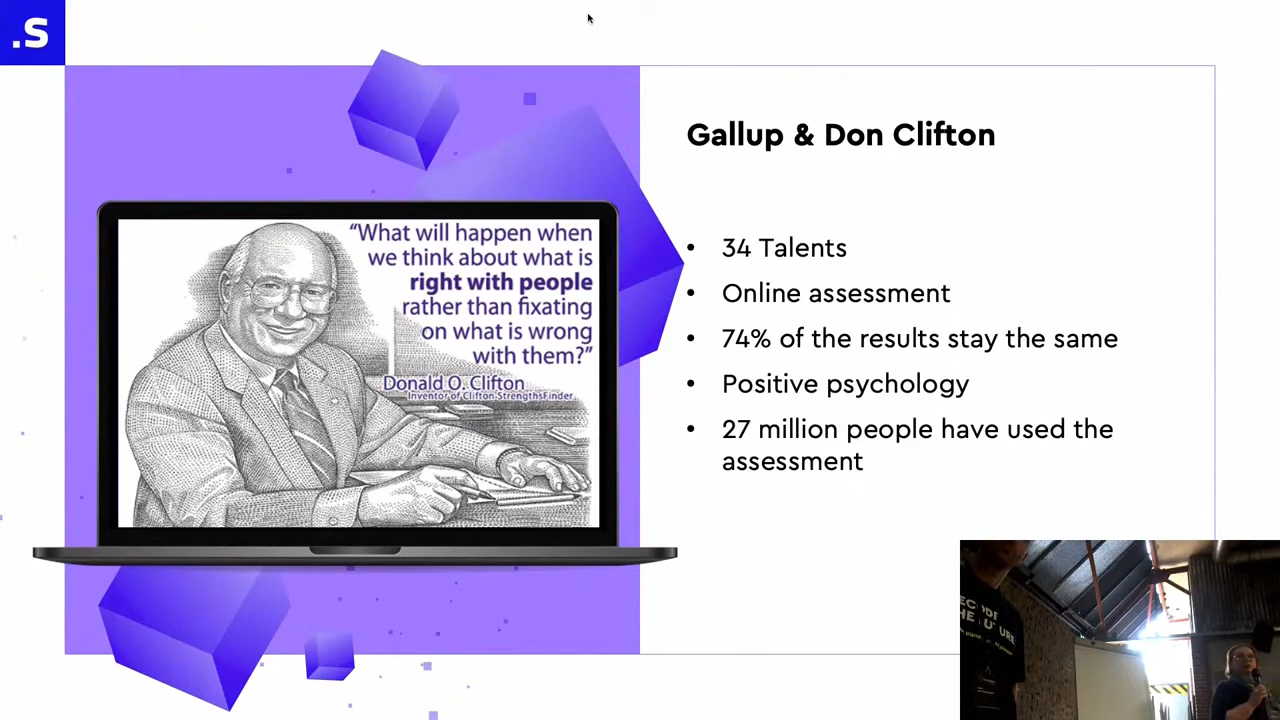 .S
“What will happen when
we think about what is
right with people
rather than fixating
on what is wrong
with them?”
Donald O. Clifton
Inventor of Clifton StrengthsFinder
Gallup & Don Clifton
• 34 Talents
• Online assessment
• 74% of the results stay the same
• Positive psychology
• 27 million people have used the
assessment